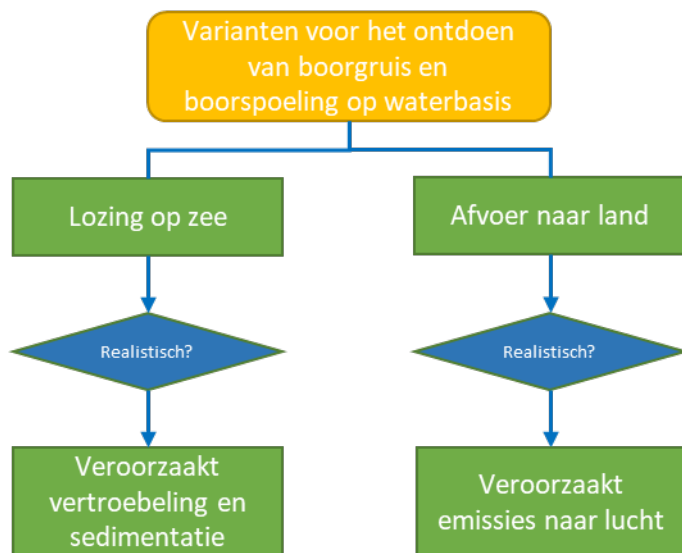 Varianten voor het ontdoen
van boorgruis en
boorspoeling op waterbasis
Lozing op zee
Afvoer naar land
Realistisch?
Realistisch?
Veroorzaakt
vertroebeling en
sedimentatie
Veroorzaakt
emissies naar lucht